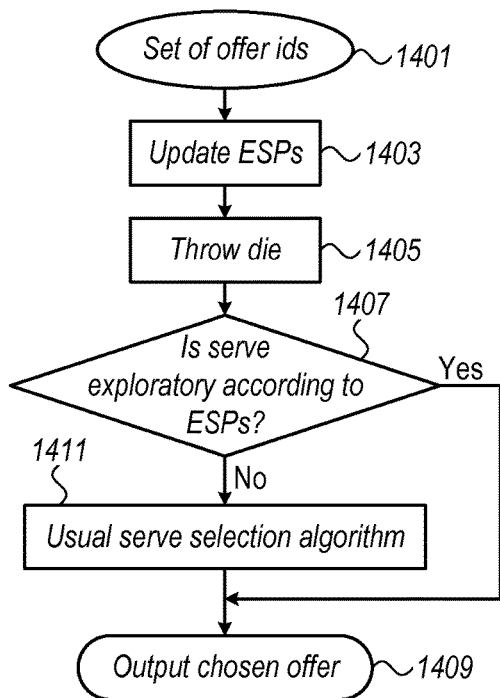 Set of offer ids
1401
Update ESPs
1403
Throw die
1405
1407
Is serve
exploratory according to
ESPs?
Yes
1411
No
Usual serve selection algorithm
Output chosen offer
1409